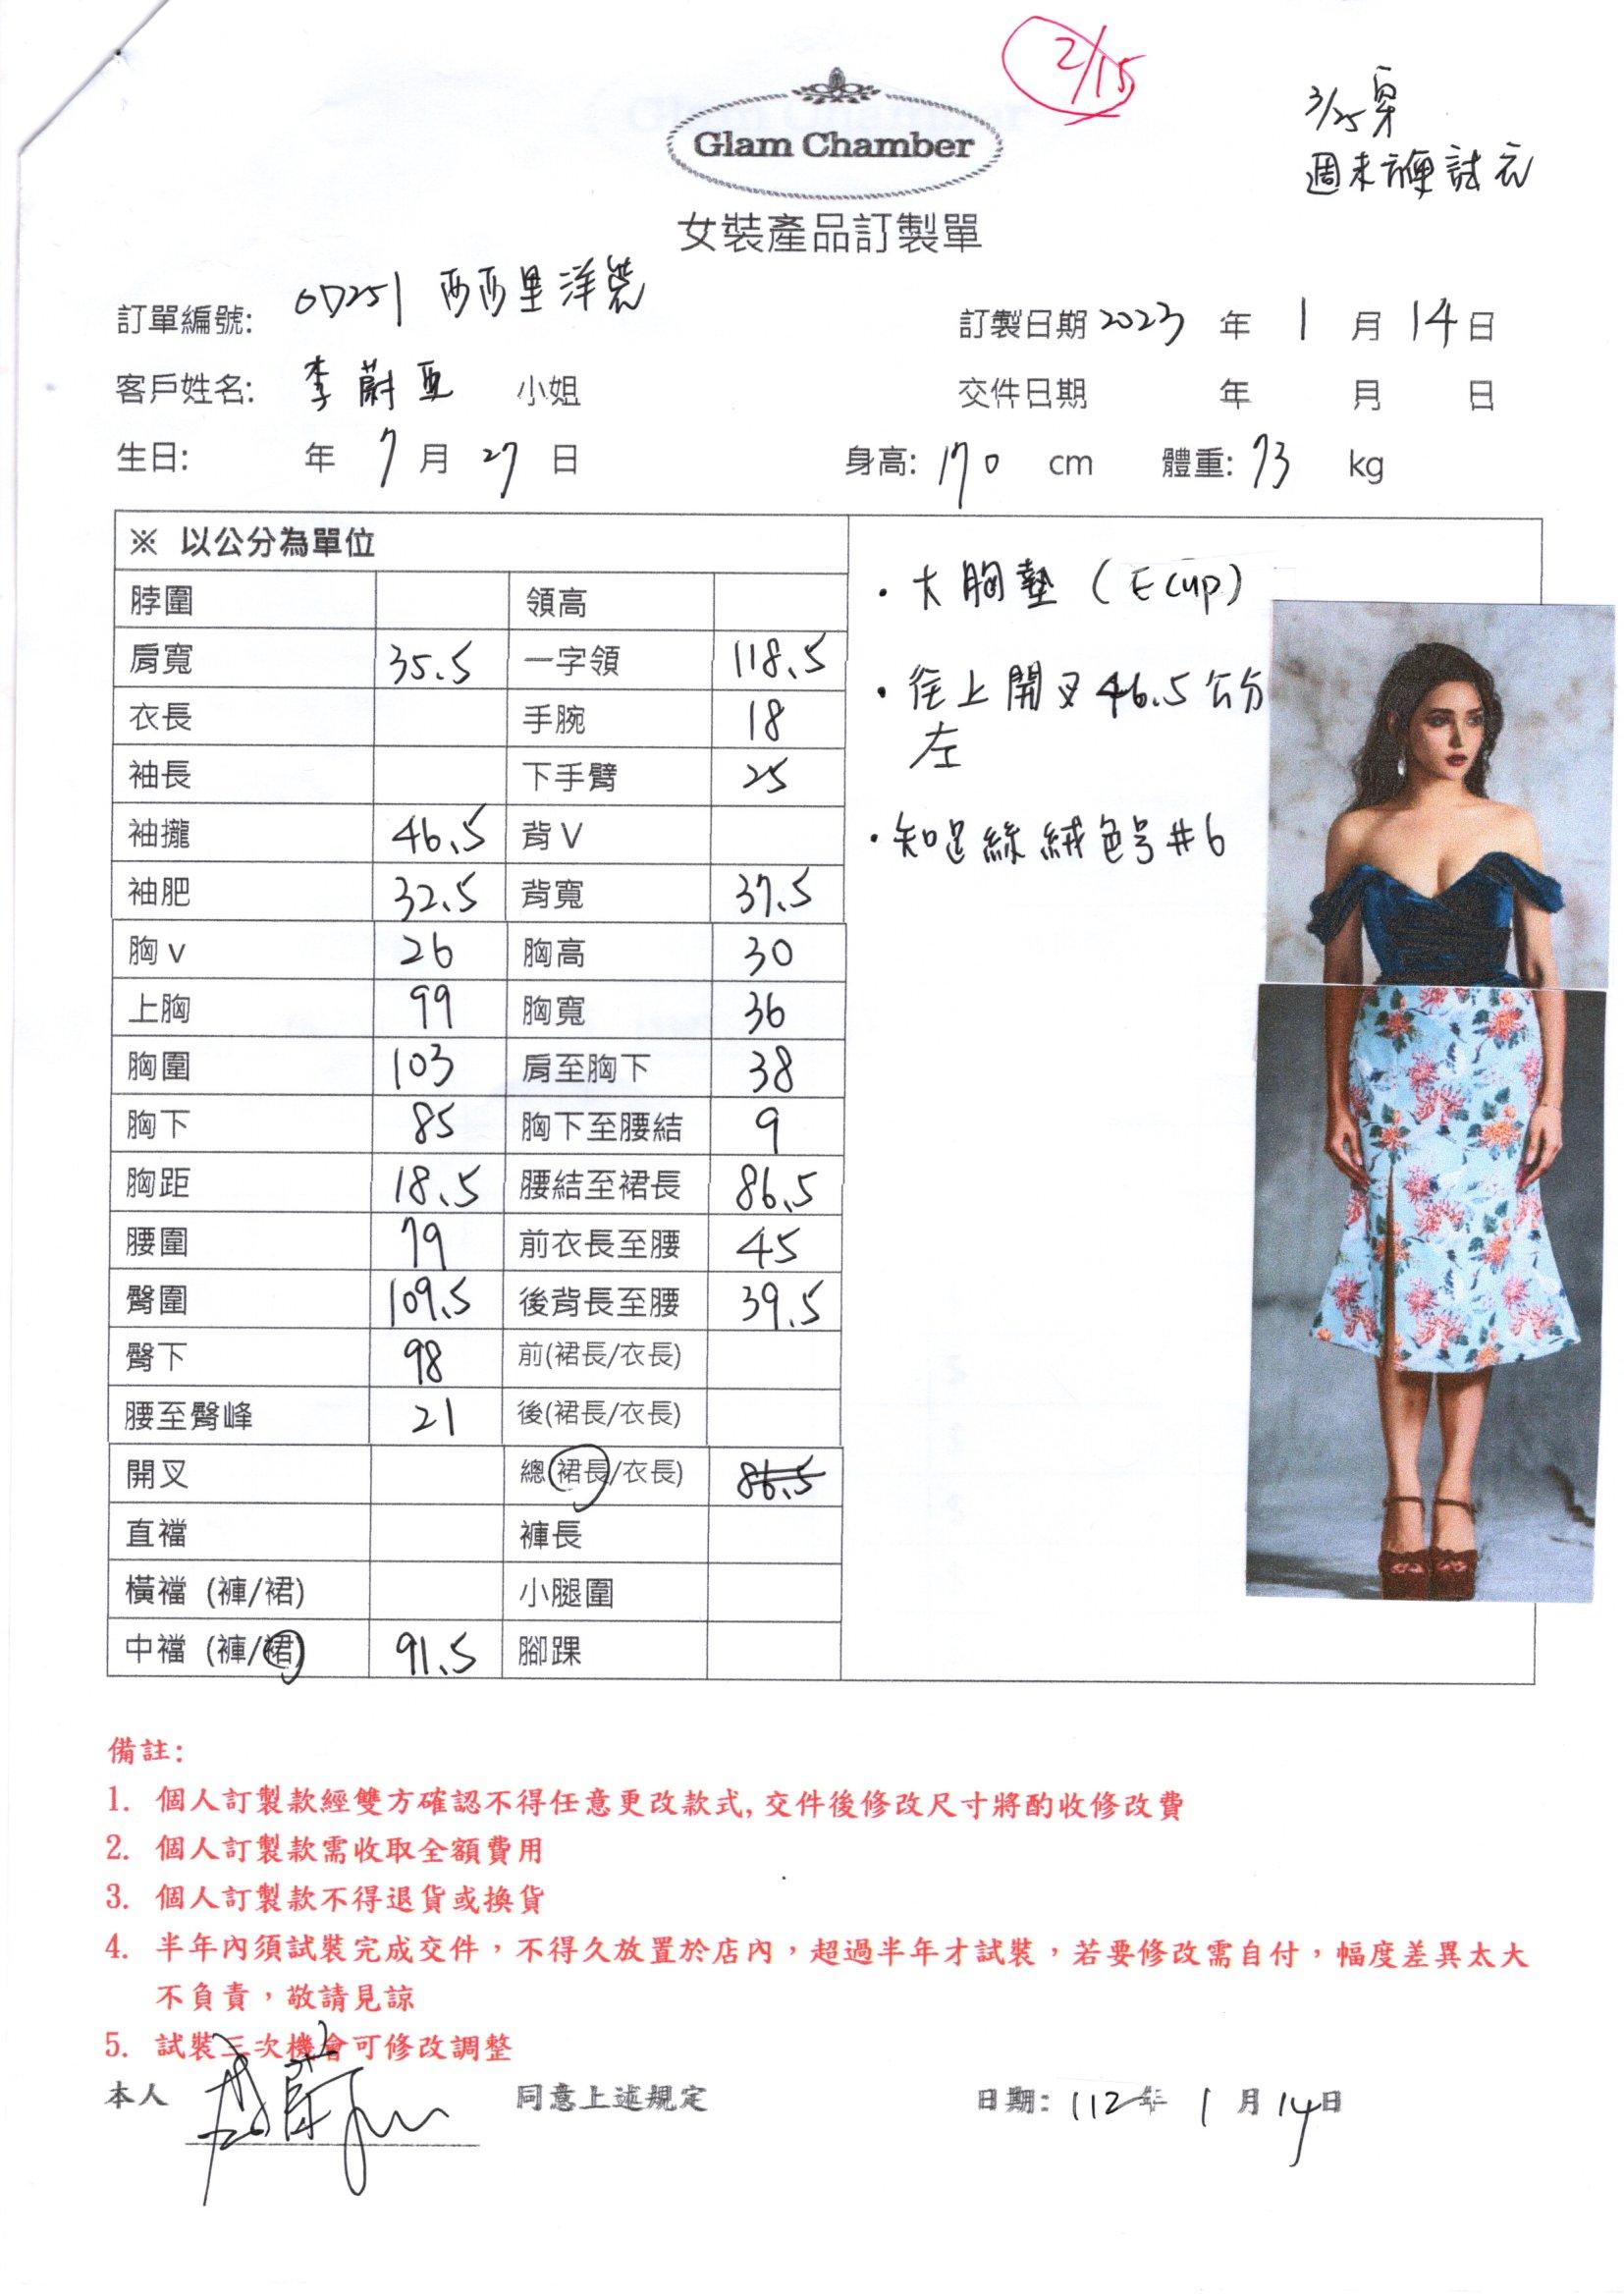 2/15
3/25 穿
週末方便試衣
Glam Chamber
女裝產品訂製單
訂單編號: OD251 西西里洋裝
訂製日期 2023 年 1 月 14 日
客戶姓名: 李蔚亜 小姐
交件日期 年 月 日
生日: 年 7 月 27 日
身高: 170 cm 體重: 73 kg
※ 以公分為單位
脖圍 領高
肩寬 35.5 一字領 118.5
衣長 手腕 18
袖長 下手臂 25
袖攏 46.5 背V
袖肥 32.5 背寬 37.5
胸v 26 胸高 30
上胸 99 胸寬 36
胸圍 103 肩至胸下 38
胸下 85 胸下至腰結 9
胸距 18.5 腰結至裙長 86.5
腰圍 79 前衣長至腰 45
臀圍 109.5 後背長至腰 39.5
臀下 98 前(裙長/衣長)
腰至臀峰 21 後(裙長/衣長)
開叉 總(裙長/衣長) 86.5
直襠 褲長
橫襠 (褲/裙) 小腿圍
中襠 (褲/裙) 91.5 腳踝
・大胸墊 (E cup)
・往上開叉 46.5 公分
左
・知是絲絨色号#6
備註:
1. 個人訂製款經雙方確認不得任意更改款式, 交件後修改尺寸將酌收修改費
2. 個人訂製款需收取全額費用
3. 個人訂製款不得退貨或換貨
4. 半年內須試裝完成交件，不得久放置於店內，超過半年才試裝，若要修改需自付，幅度差異太大
不負責，敬請見諒
5. 試裝三次機會可修改調整
本人 同意上述規定
日期: 112 年 1 月 14 日